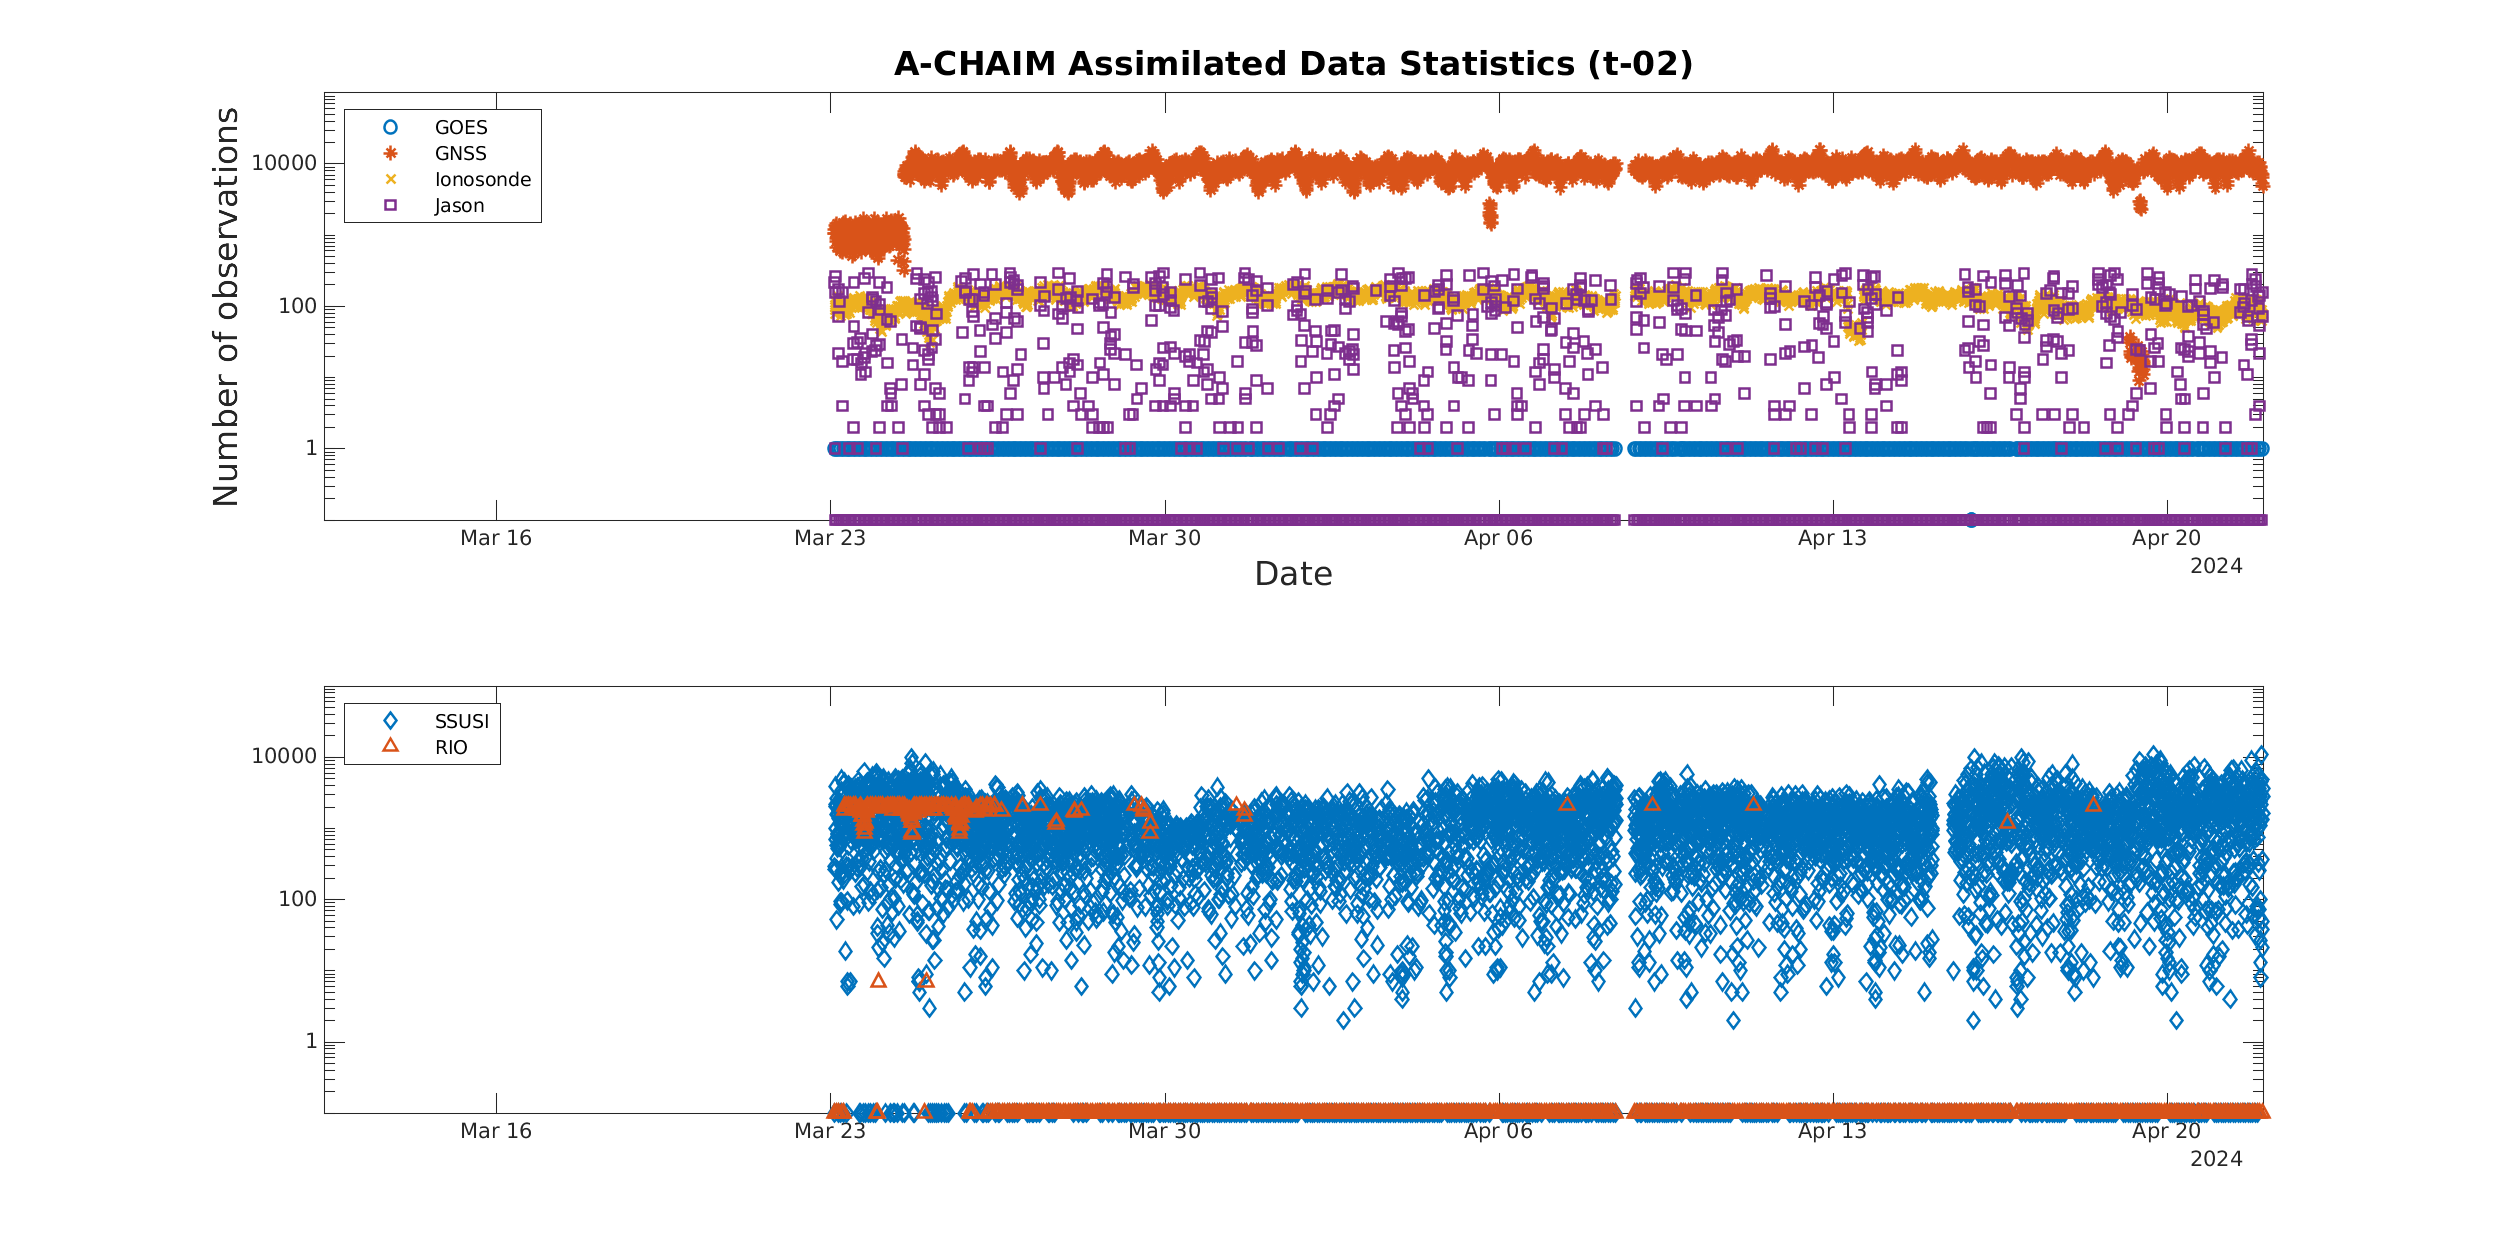 A-CHAIM Assimilated Data Statistics (t-02)
Number of observations
10000
100
1
GOES
GNSS
Ionosonde
Jason
Mar 16
Mar 23
Mar 30
Apr 06
Apr 13
Apr 20
2024
Date
10000
100
1
SSUSI
RIO
Mar 16
Mar 23
Mar 30
Apr 06
Apr 13
Apr 20
2024